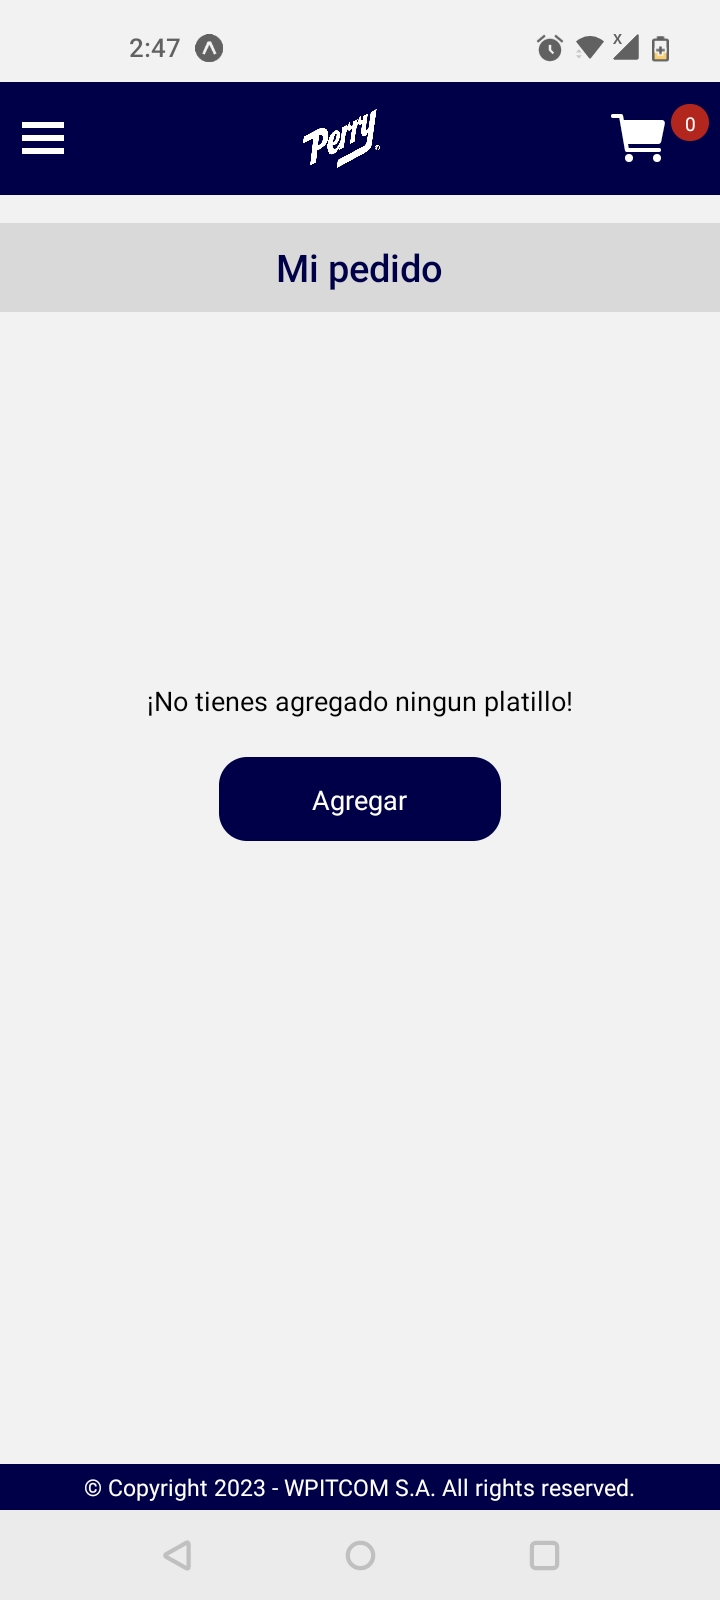 2:47
Perry
0
Mi pedido
¡No tienes agregado ningun platillo!
Agregar
© Copyright 2023 - WPITCOM S.A. All rights reserved.